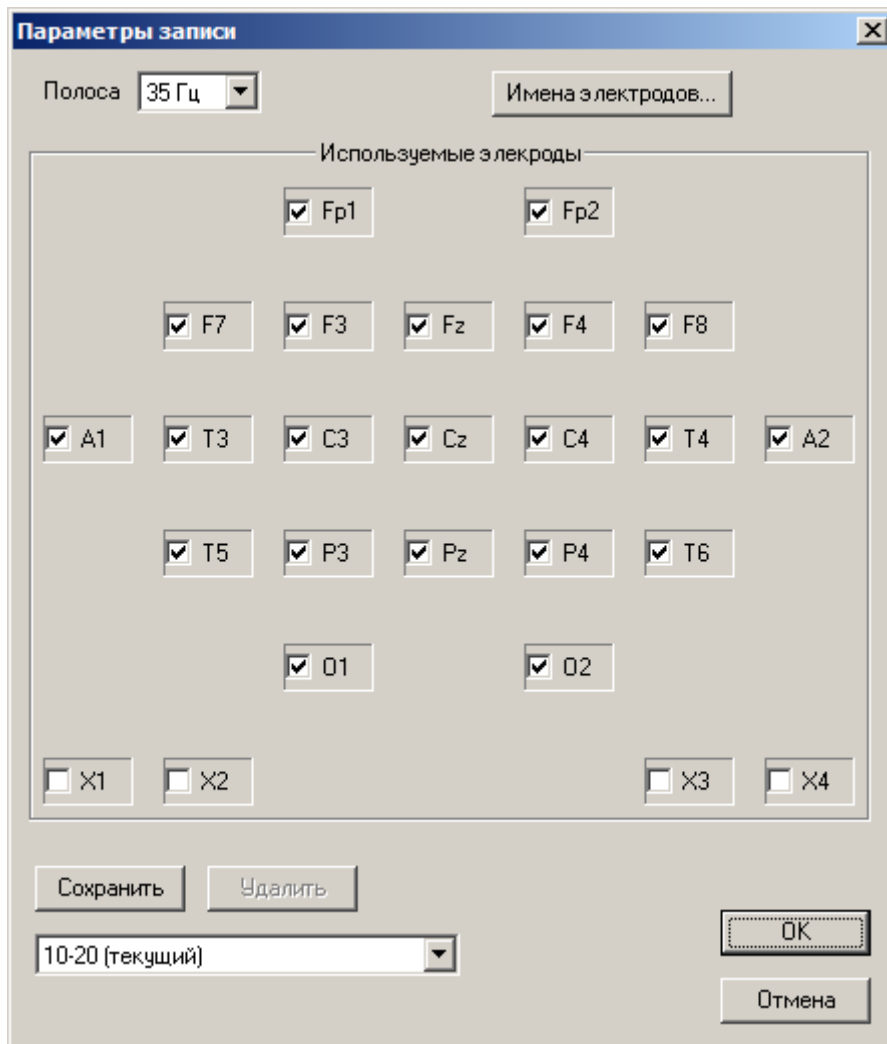 Параметры записи
Полоса 35 Гц Имена электродов...
Используемые элекроды
Fp1 Fp2
F7 F3 Fz F4 F8
A1 T3 C3 Cz C4 T4 A2
T5 P3 Pz P4 T6
O1 O2
X1 X2 X3 X4
Сохранить Удалить
10-20 (текущий)
OK
Отмена